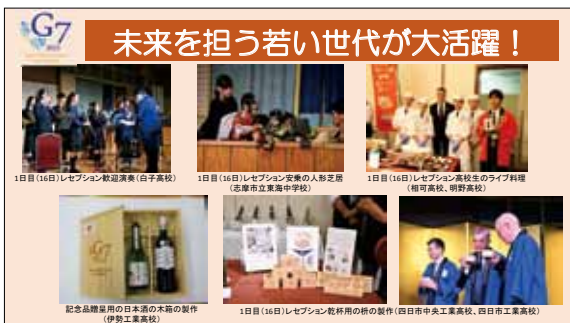 G7
未来を担う若い世代が大活躍！
1日目(16日)レセプション歓迎演奏(白子高校)
1日目(16日)レセプション安乗の人形芝居
(志摩市立東海中学校)
1日目(16日)レセプション高校生のライブ料理
(相可高校、明野高校)
G7
記念品贈呈用の日本酒の木箱の製作
(伊勢工業高校)
1日目(16日)レセプション乾杯用の枡の製作(四日市中央工業高校、四日市工業高校)